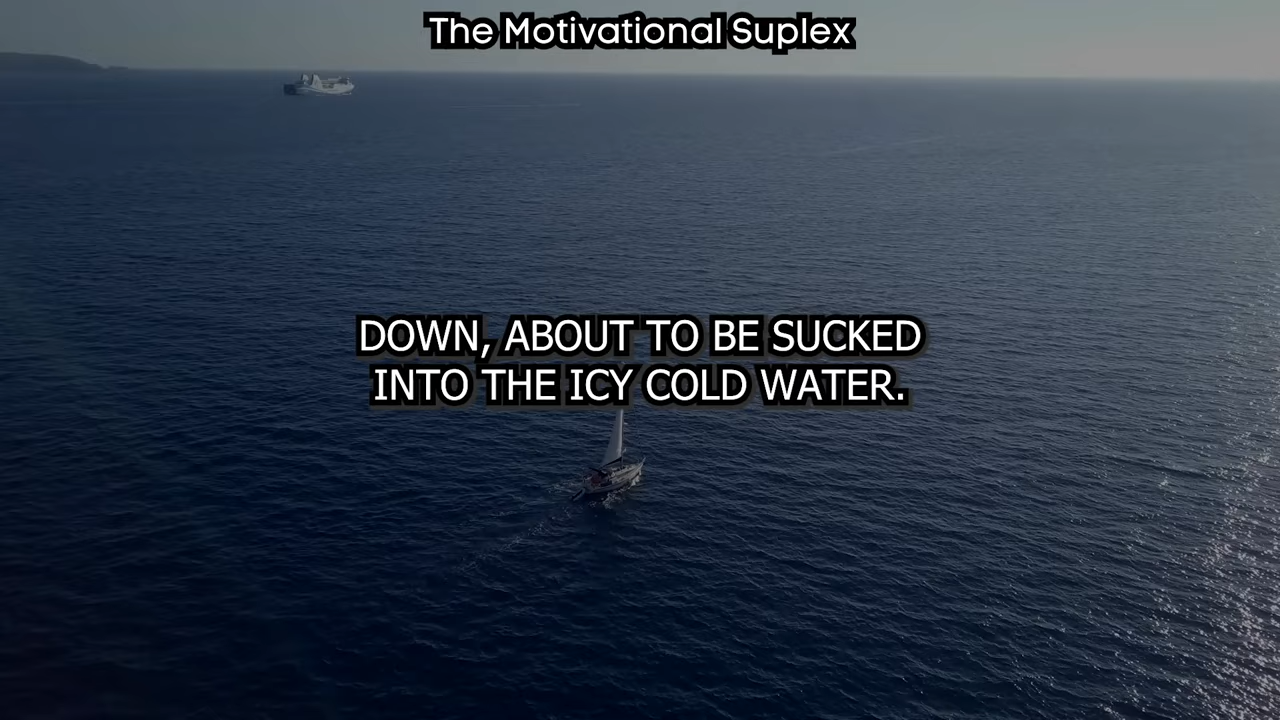 The Motivational Suplex
DOWN, ABOUT TO BE SUCKED
INTO THE ICY COLD WATER.